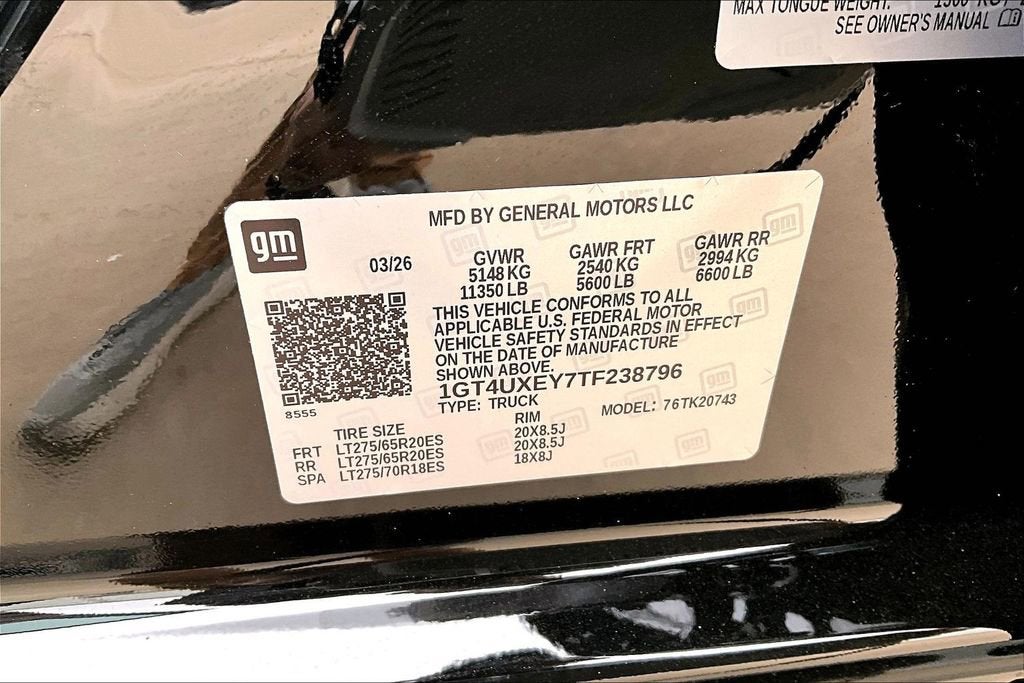 MAX TONGUE WEIGHT:
SEE OWNER'S MANUAL
gm
MFD BY GENERAL MOTORS LLC
03/26
GVWR
5148 KG
11350 LB
GAWR FRT
2540 KG
5600 LB
GAWR RR
2994 KG
6600 LB
THIS VEHICLE CONFORMS TO ALL
APPLICABLE U.S. FEDERAL MOTOR
VEHICLE SAFETY STANDARDS IN EFFECT
ON THE DATE OF MANUFACTURE
SHOWN ABOVE.
1GT4UXEY7TF238796
TYPE: TRUCK
MODEL: 76TK20743
8555
TIRE SIZE RIM
FRT LT275/65R20ES 20X8.5J
RR LT275/65R20ES 20X8.5J
SPA LT275/70R18ES 18X8J